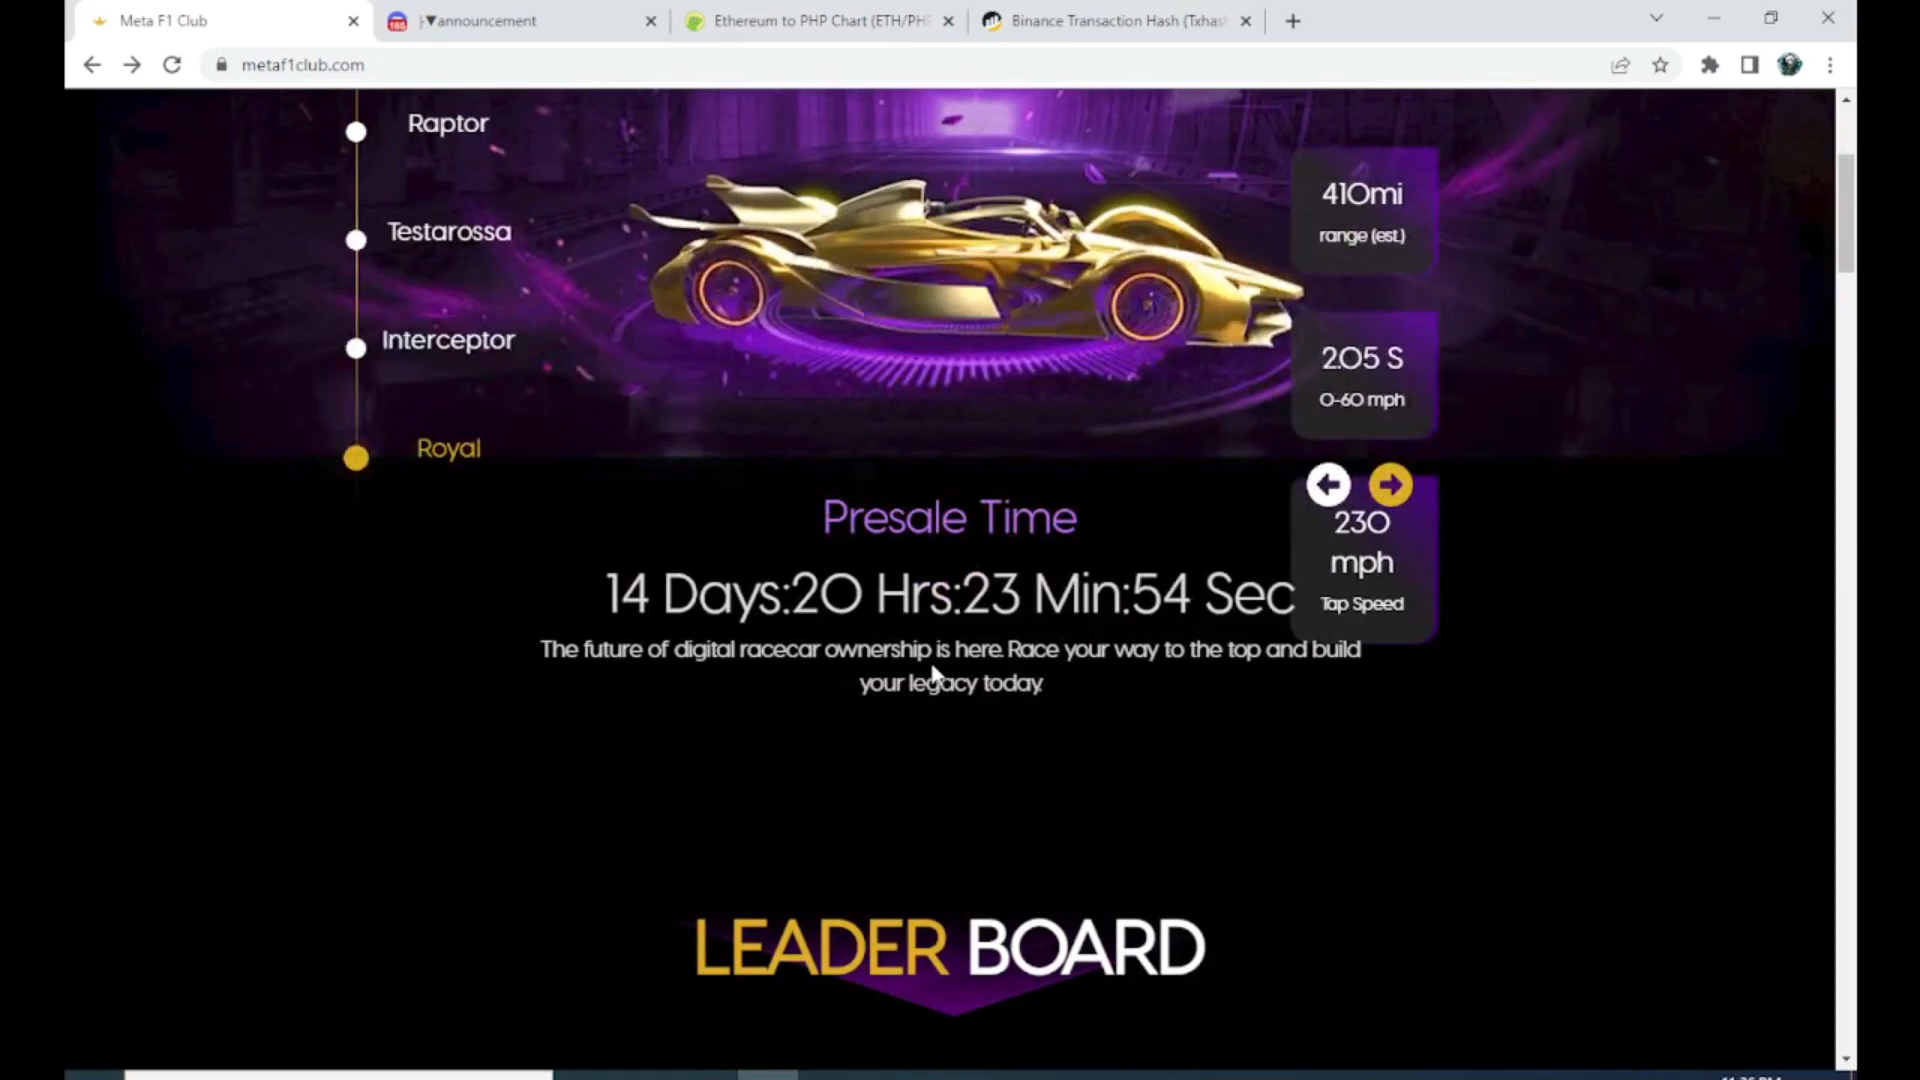 Meta F1 Club
announcement
Ethereum to PHP Chart (ETH/PHP
Binance Transaction Hash (Txhas
metaf1club.com
Raptor
Testarossa
Interceptor
Royal
410mi
range (est.)
2.05 S
0-60 mph
230
mph
Tap Speed
Presale Time
14 Days:20 Hrs:23 Min:54 Sec
The future of digital racecar ownership is here. Race your way to the top and build
your legacy today.
LEADER BOARD